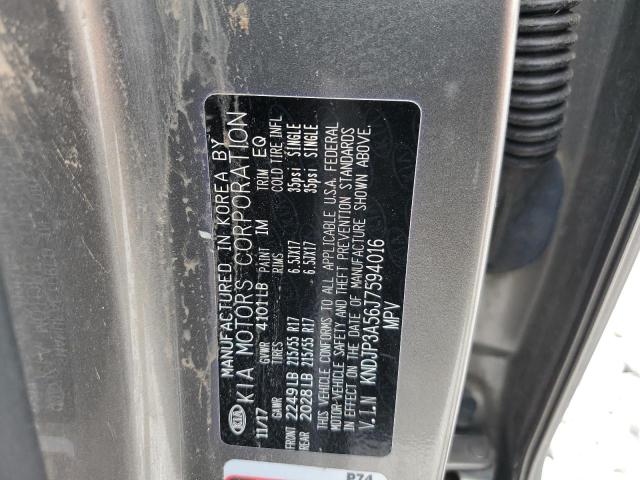 KIA MANUFACTURED IN KOREA BY
KIA MOTORS CORPORATION
11/17 GVWR 4101LB PAINT IM TRIM EQ
GAWR TIRES RIMS COLD TIRE INFL
FRONT 2249LB 215/55 R17 6.5JX17 35psi SINGLE
REAR 2028LB 215/55 R17 6.5JX17 35psi SINGLE
THIS VEHICLE CONFORMS TO ALL APPLICABLE U.S.A. FEDERAL
MOTOR-VEHICLE SAFETY AND THEFT PREVENTION STANDARDS
IN EFFECT ON THE DATE OF MANUFACTURE SHOWN ABOVE.
V.I.N KNDJP3A56J7594016
MPV
P74